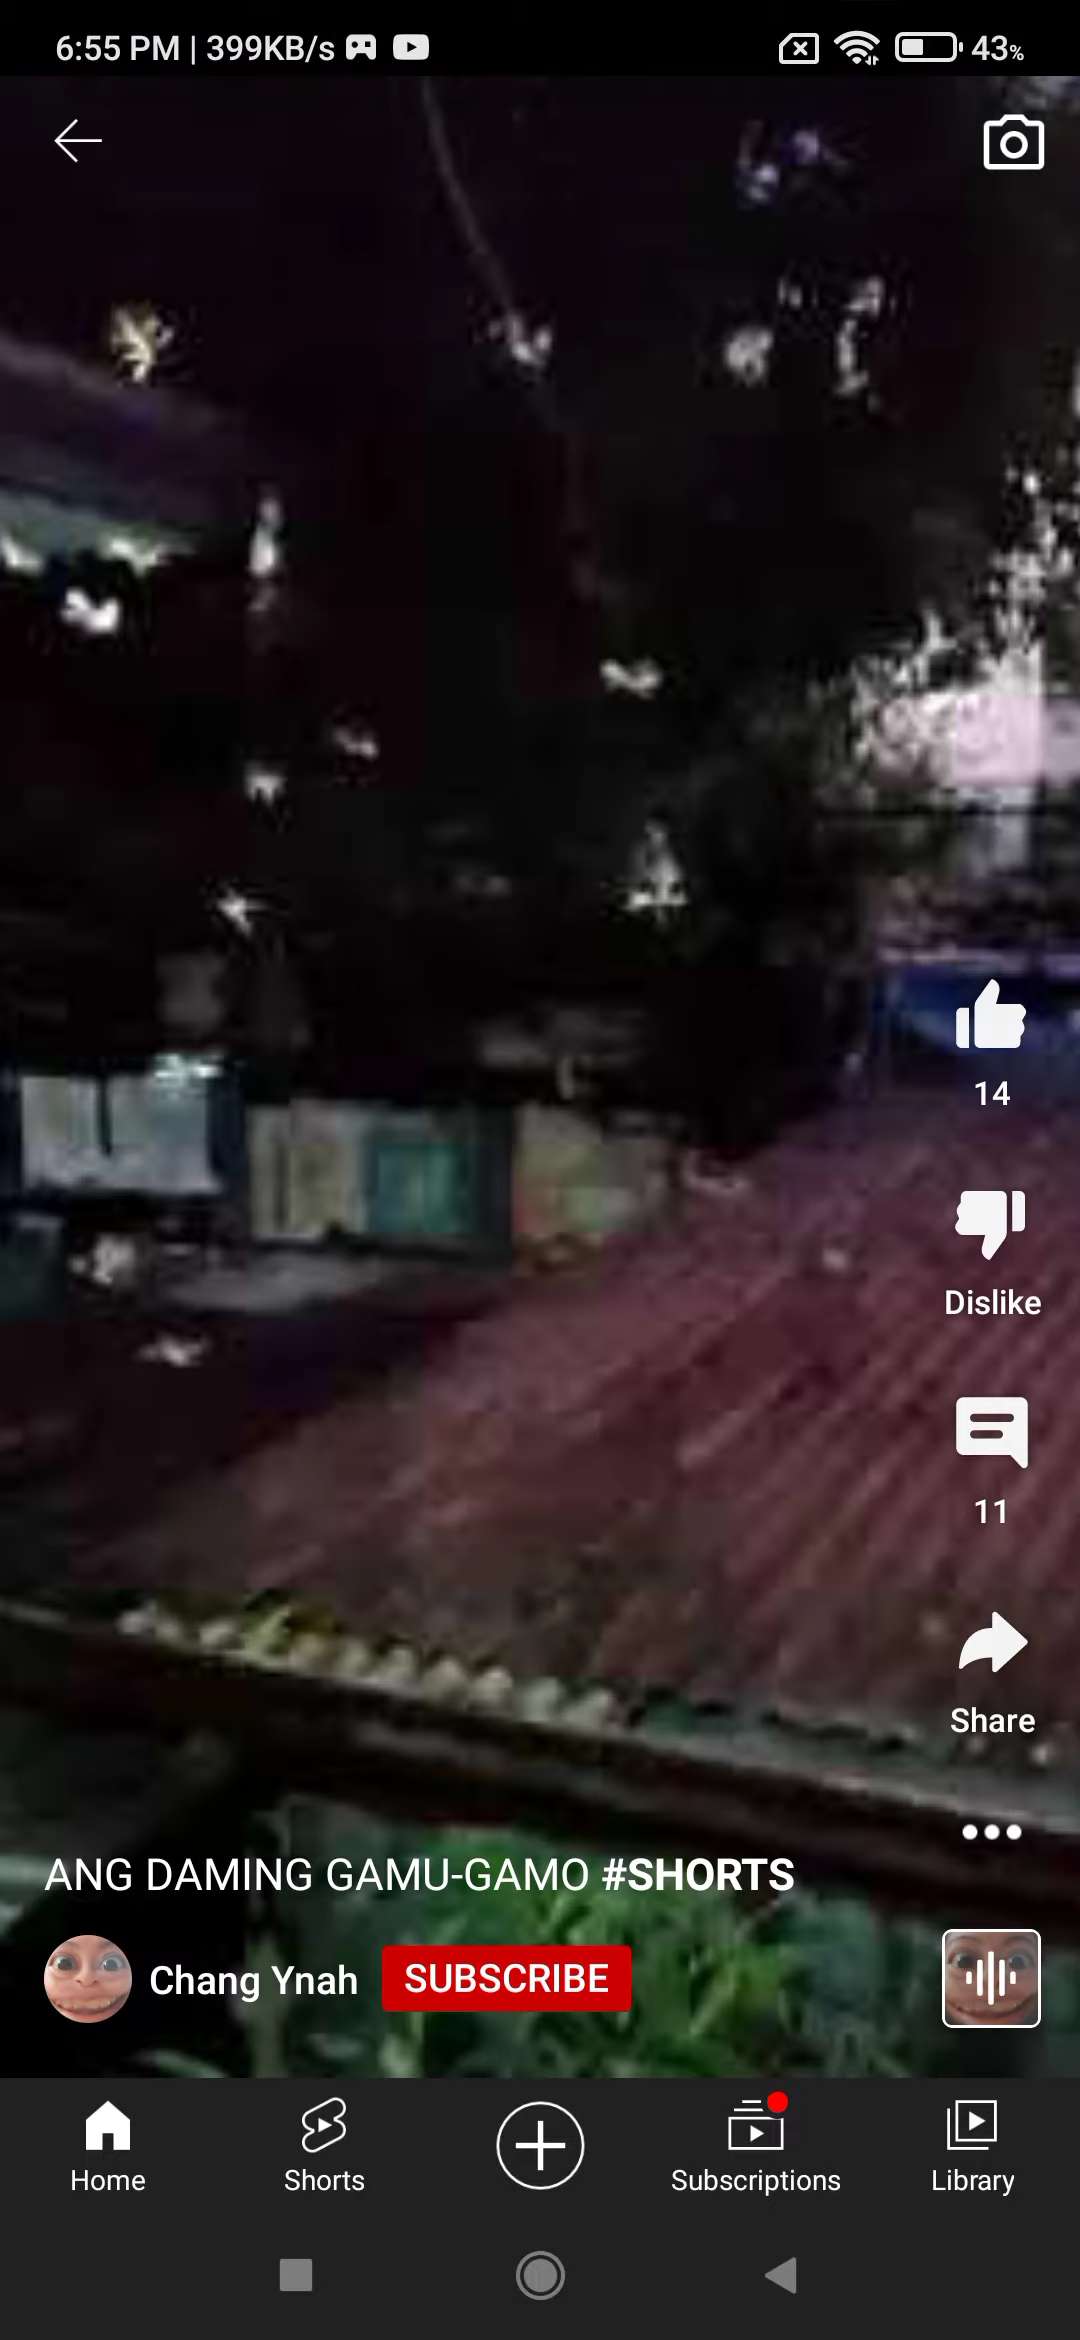 6:55 PM | 399KB/s
43%
14
Dislike
11
Share
ANG DAMING GAMU-GAMO #SHORTS
Chang Ynah
SUBSCRIBE
Home
Shorts
Subscriptions
Library